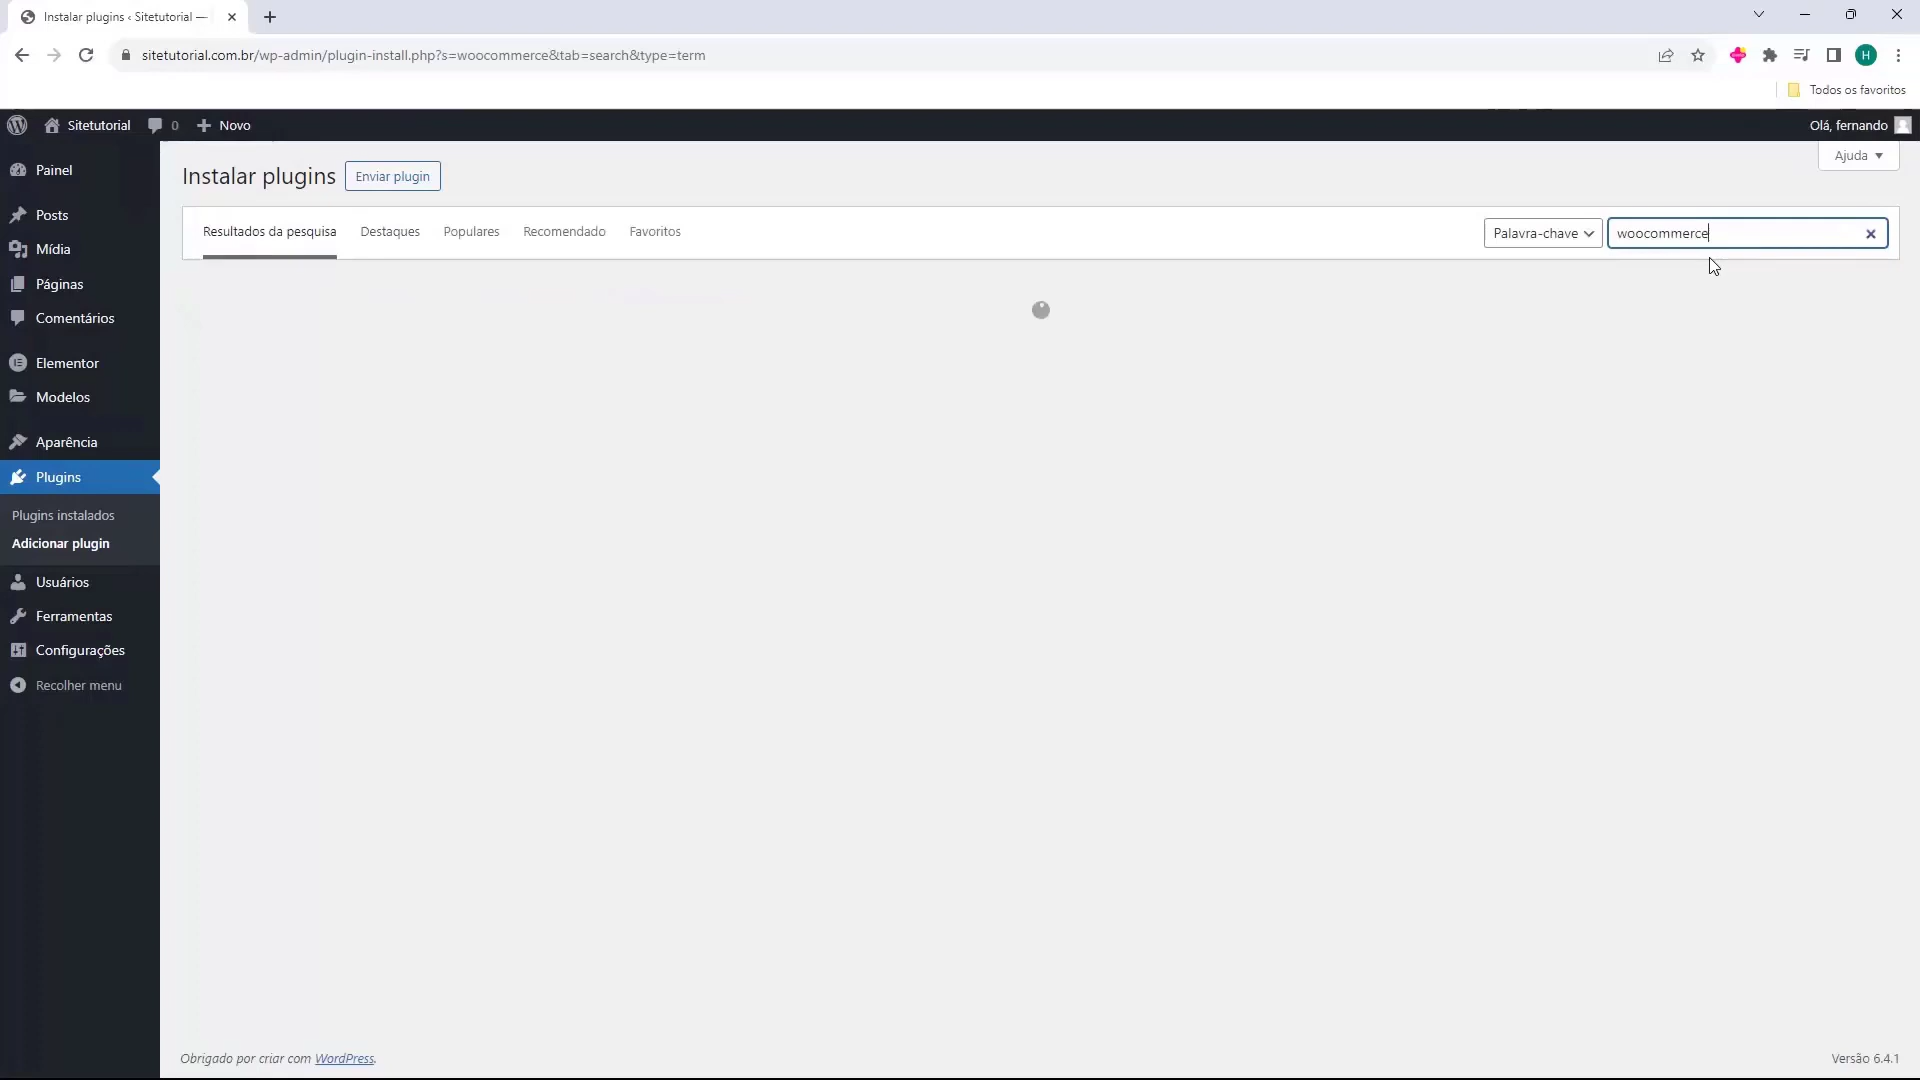 Instalar plugins ‹ Sitetutorial —
sitetutorial.com.br/wp-admin/plugin-install.php?s=woocommerce&tab=search&type=term
H
Todos os favoritos
Sitetutorial
0
Novo
Olá, fernando
Painel
Posts
Mídia
Páginas
Comentários
Elementor
Modelos
Aparência
Plugins
Plugins instalados
Adicionar plugin
Usuários
Ferramentas
Configurações
Recolher menu
Ajuda
Instalar plugins
Enviar plugin
Resultados da pesquisa Destaques Populares Recomendado Favoritos
Palavra-chave
woocommerce
Obrigado por criar com WordPress.
Versão 6.4.1